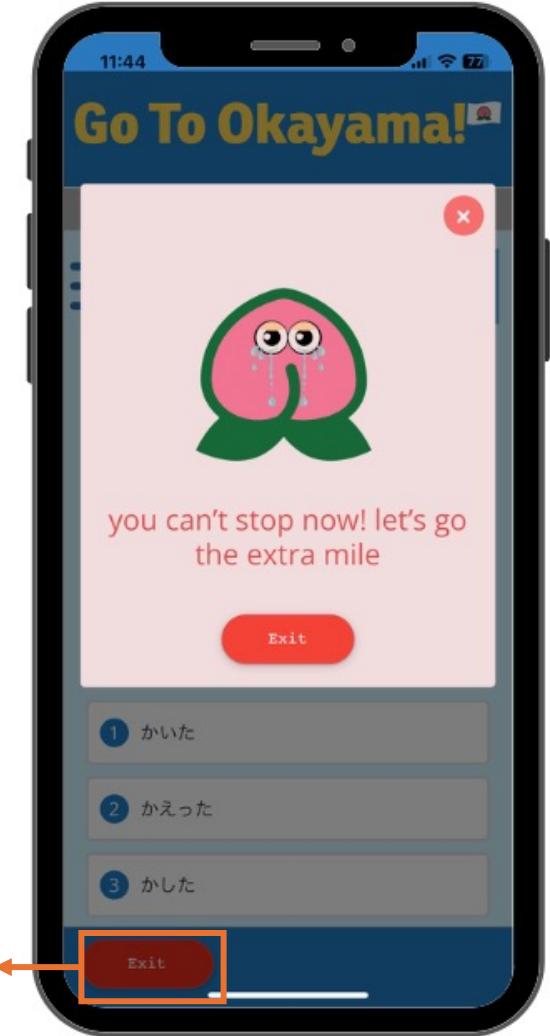 11:44
77
Go To Okayama!
×
you can't stop now! let's go
the extra mile
Exit
1 かいた
2 かえった
3 かした
Exit